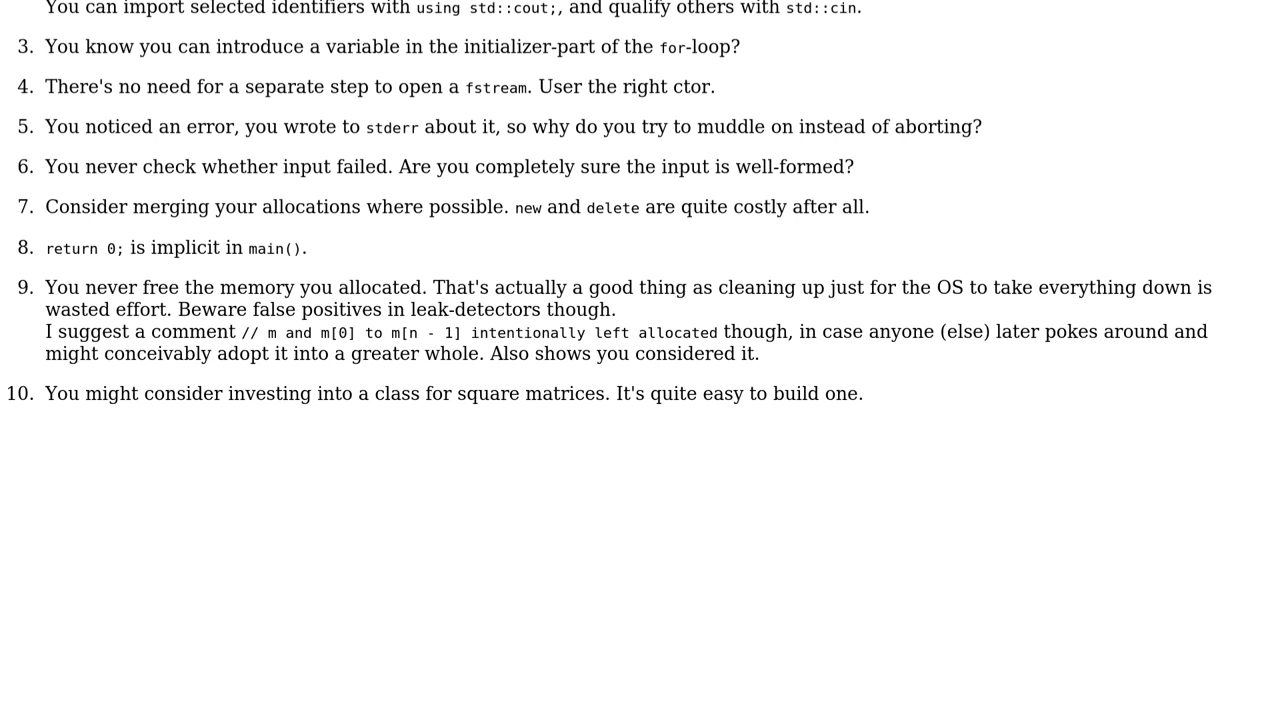 You can import selected identifiers with using std::cout;, and qualify others with std::cin.
3. You know you can introduce a variable in the initializer-part of the for-loop?
4. There's no need for a separate step to open a fstream. User the right ctor.
5. You noticed an error, you wrote to stderr about it, so why do you try to muddle on instead of aborting?
6. You never check whether input failed. Are you completely sure the input is well-formed?
7. Consider merging your allocations where possible. new and delete are quite costly after all.
8. return 0; is implicit in main().
9. You never free the memory you allocated. That's actually a good thing as cleaning up just for the OS to take everything down is
wasted effort. Beware false positives in leak-detectors though.
I suggest a comment // m and m[0] to m[n - 1] intentionally left allocated though, in case anyone (else) later pokes around and
might conceivably adopt it into a greater whole. Also shows you considered it.
10. You might consider investing into a class for square matrices. It's quite easy to build one.